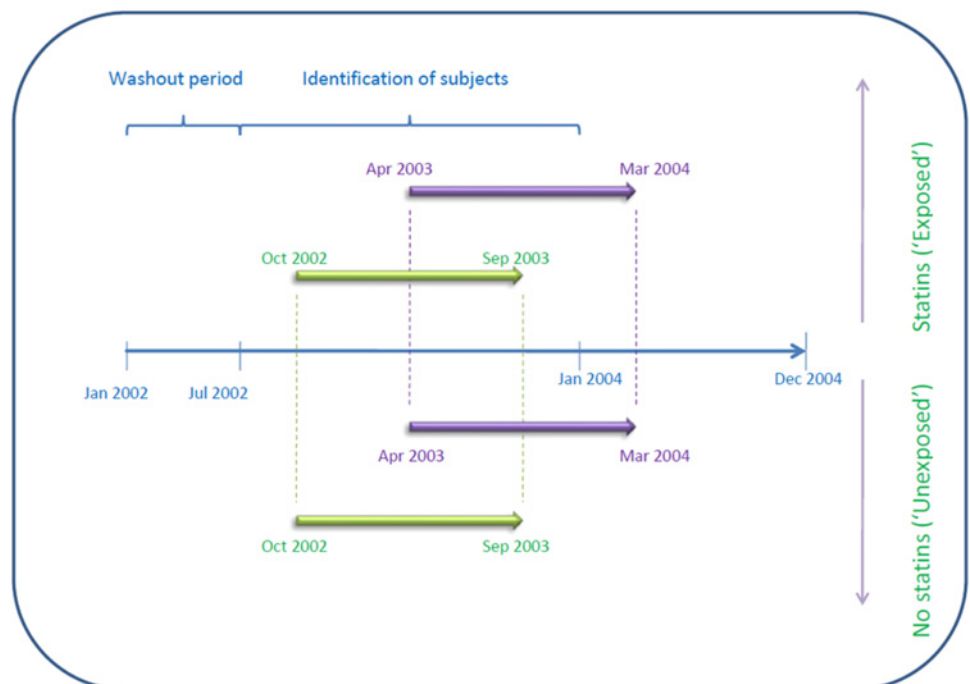 Washout period
Identification of subjects
Apr 2003
Mar 2004
Oct 2002
Sep 2003
Jan 2002
Jul 2002
Jan 2004
Dec 2004
Apr 2003
Mar 2004
Oct 2002
Sep 2003
Statins ('Exposed')
No statins ('Unexposed')